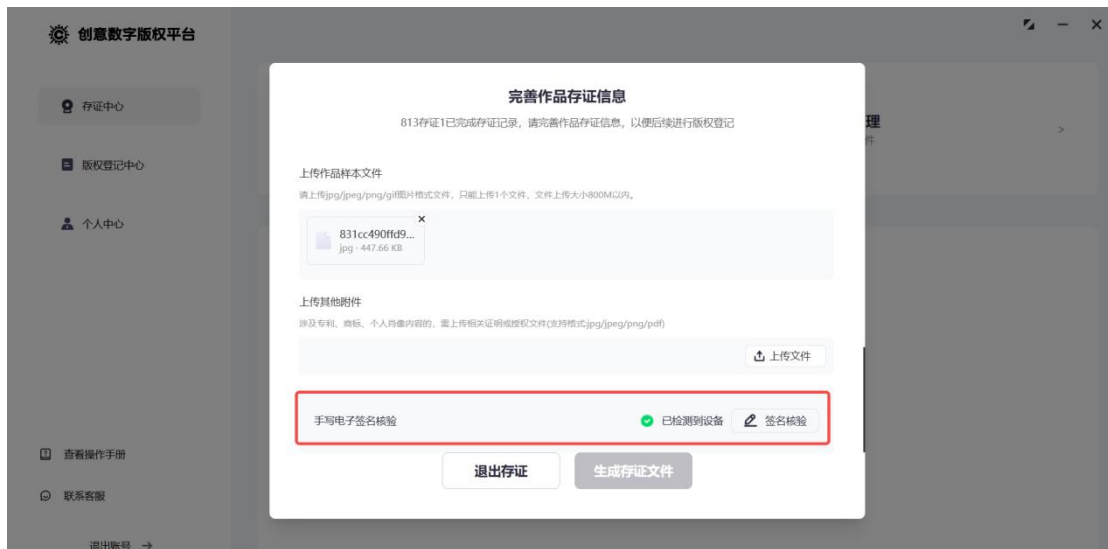 创意数字版权平台
存证中心
版权登记中心
个人中心
查看操作手册
联系客服
退出账号
理
件
完善作品存证信息
813存证1已完成存证记录，请完善作品存证信息，以便后续进行版权登记
上传作品样本文件
请上传jpg/jpeg/png/gif图片格式文件，只能上传1个文件，文件上传大小800M以内。
831cc490ffd9...
jpg - 447.66 KB
上传其他附件
涉及专利、商标、个人肖像内容的，需上传相关证明或授权文件(支持格式:jpg/jpeg/png/pdf)
上传文件
手写电子签名核验
已检测到设备
签名核验
退出存证
生成存证文件